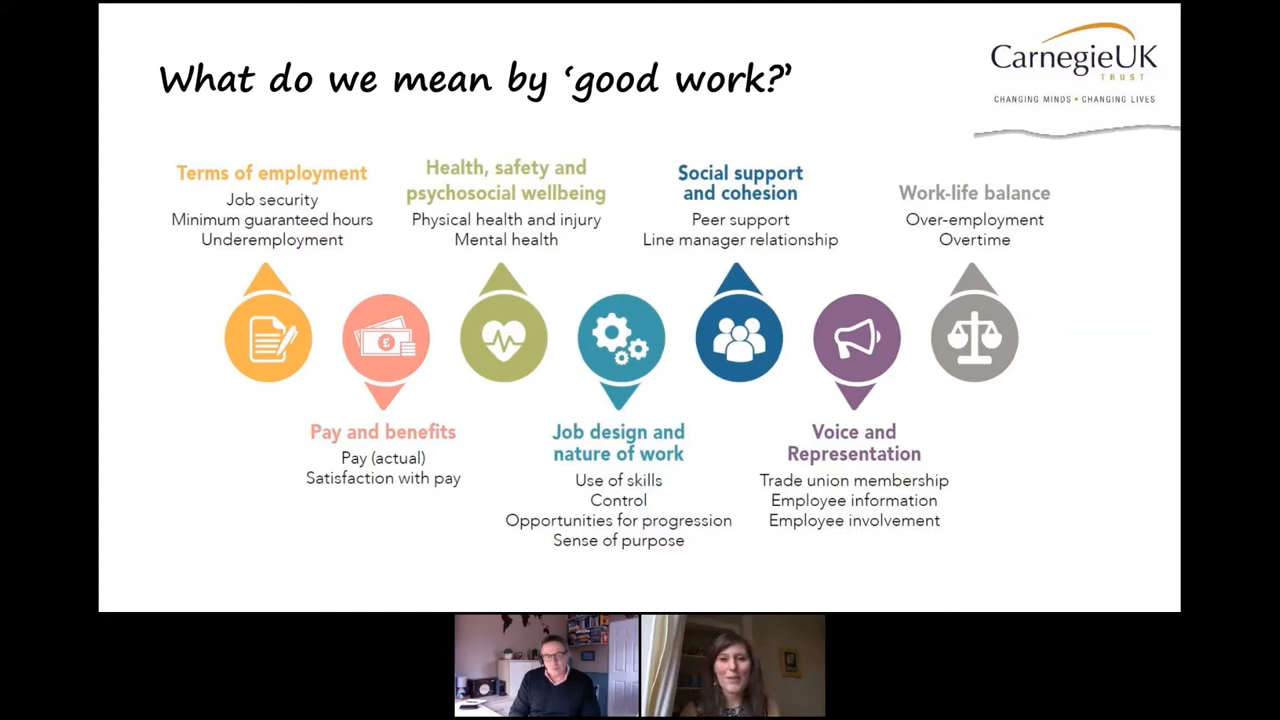 What do we mean by ‘good work?’
CarnegieUK
TRUST
CHANGING MINDS • CHANGING LIVES
Terms of employment
Job security
Minimum guaranteed hours
Underemployment
Health, safety and
psychosocial wellbeing
Physical health and injury
Mental health
Social support
and cohesion
Peer support
Line manager relationship
Work-life balance
Over-employment
Overtime
£
Pay and benefits
Pay (actual)
Satisfaction with pay
Job design and
nature of work
Use of skills
Control
Opportunities for progression
Sense of purpose
Voice and
Representation
Trade union membership
Employee information
Employee involvement